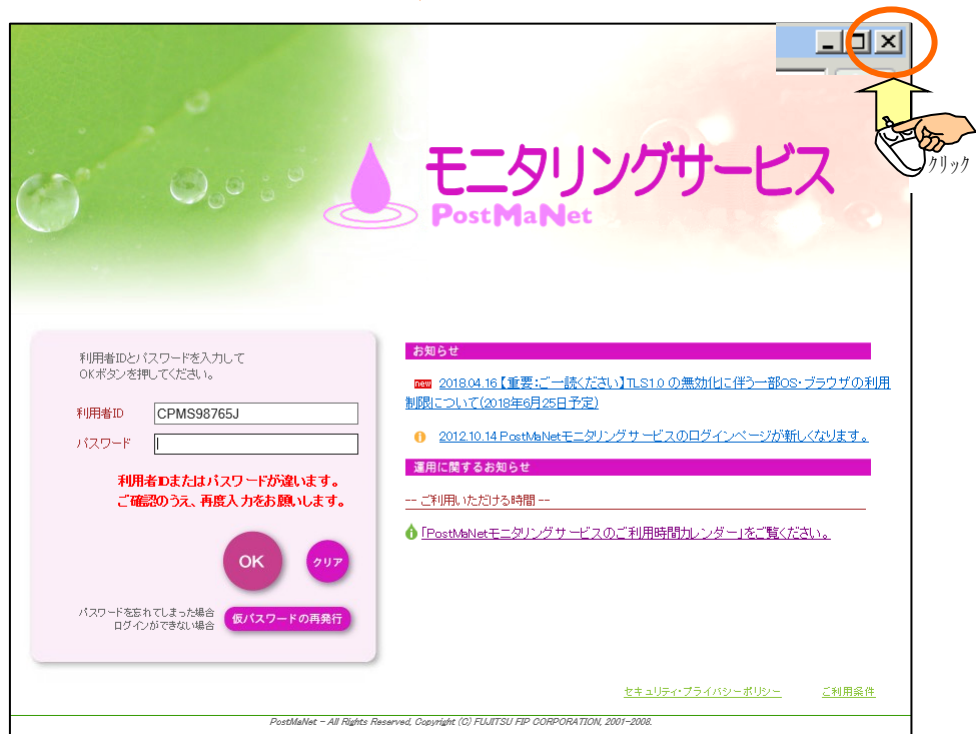 クリック
モニタリングサービス
PostMaNet
利用者IDとパスワードを入力して
OKボタンを押してください。
利用者ID CPMS98765J
パスワード
利用者IDまたはパスワードが違います。
ご確認のうえ、再度入力をお願いします。
OK クリア
パスワードを忘れてしまった場合
ログインができない場合
仮パスワードの再発行
お知らせ
new 2018.04.16【重要:ご一読ください】TLS1.0 の無効化に伴う一部OS・ブラウザの利用
制限について(2018年6月25日予定)
2012.10.14 PostMaNetモニタリングサービスのログインページが新しくなります。
運用に関するお知らせ
-- ご利用いただける時間 --
「PostMaNetモニタリングサービスのご利用時間カレンダー」をご覧ください。
セキュリティ・プライバシーポリシー ご利用条件
PostMaNet - All Rights Reserved, Copyright (C) FUJITSU FIP CORPORATION, 2001-2008.